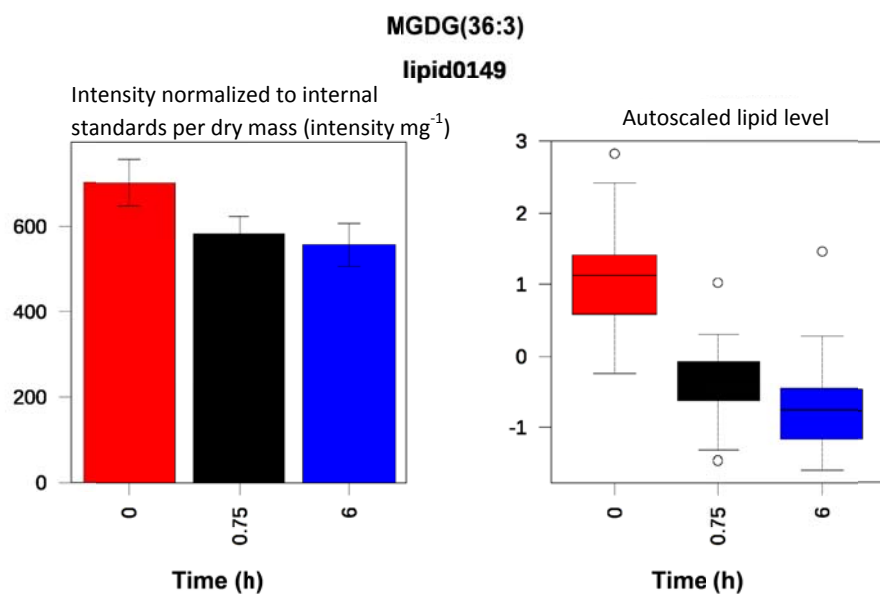 MGDG(36:3)
lipid0149
Intensity normalized to internal
standards per dry mass (intensity mg⁻¹)
600
400
200
0
0
0.75
6
Time (h)
Autoscaled lipid level
3
2
1
0
-1
0
0.75
6
Time (h)